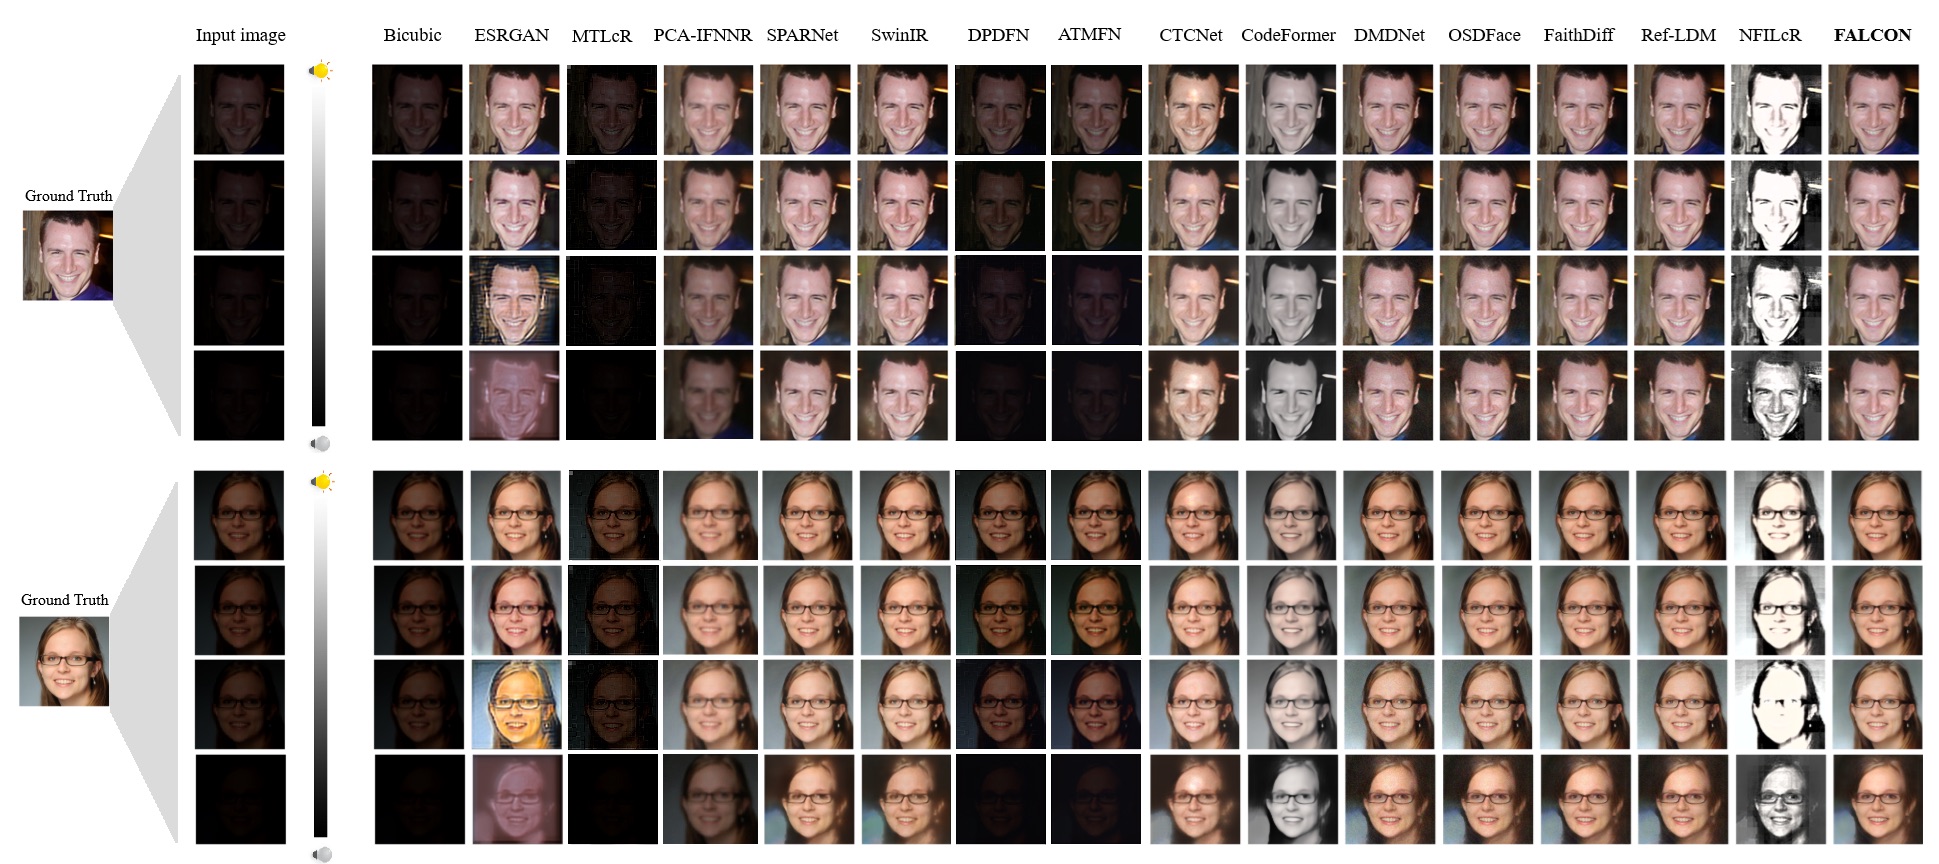 Input image Bicubic ESRGAN MTLcR PCA-IFNNR SPARNet SwinIR DPDFN ATMFN CTCNet CodeFormer DMDNet OSDFace FaithDiff Ref-LDM NFILcR FALCON
Ground Truth
Ground Truth